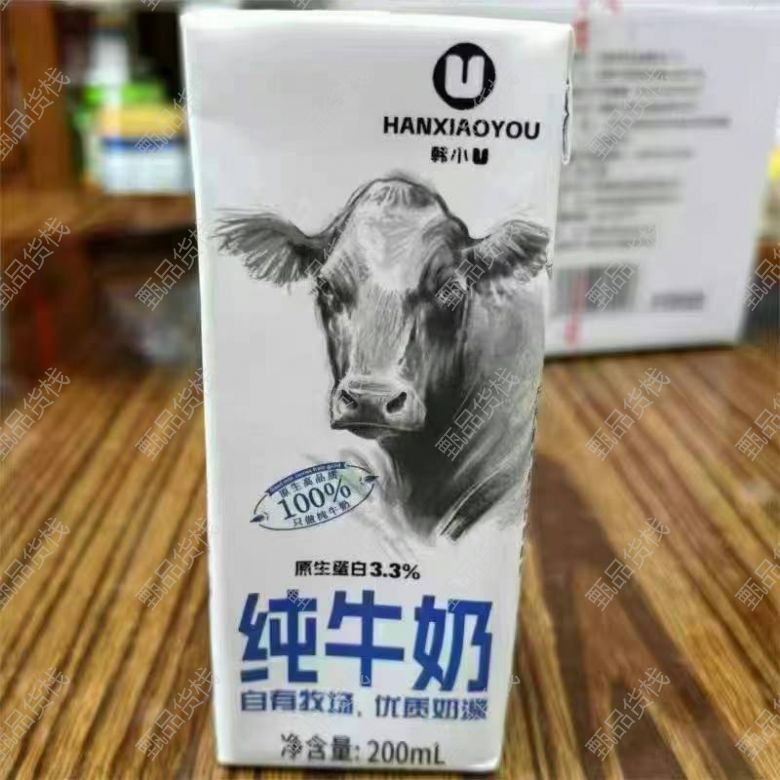 U
HANXIAOYOU
韩小U
原生高品质
100%
只做纯牛奶
原生蛋白3.3%
纯牛奶
自有牧场,优质奶源
净含量: 200mL
甄品货栈